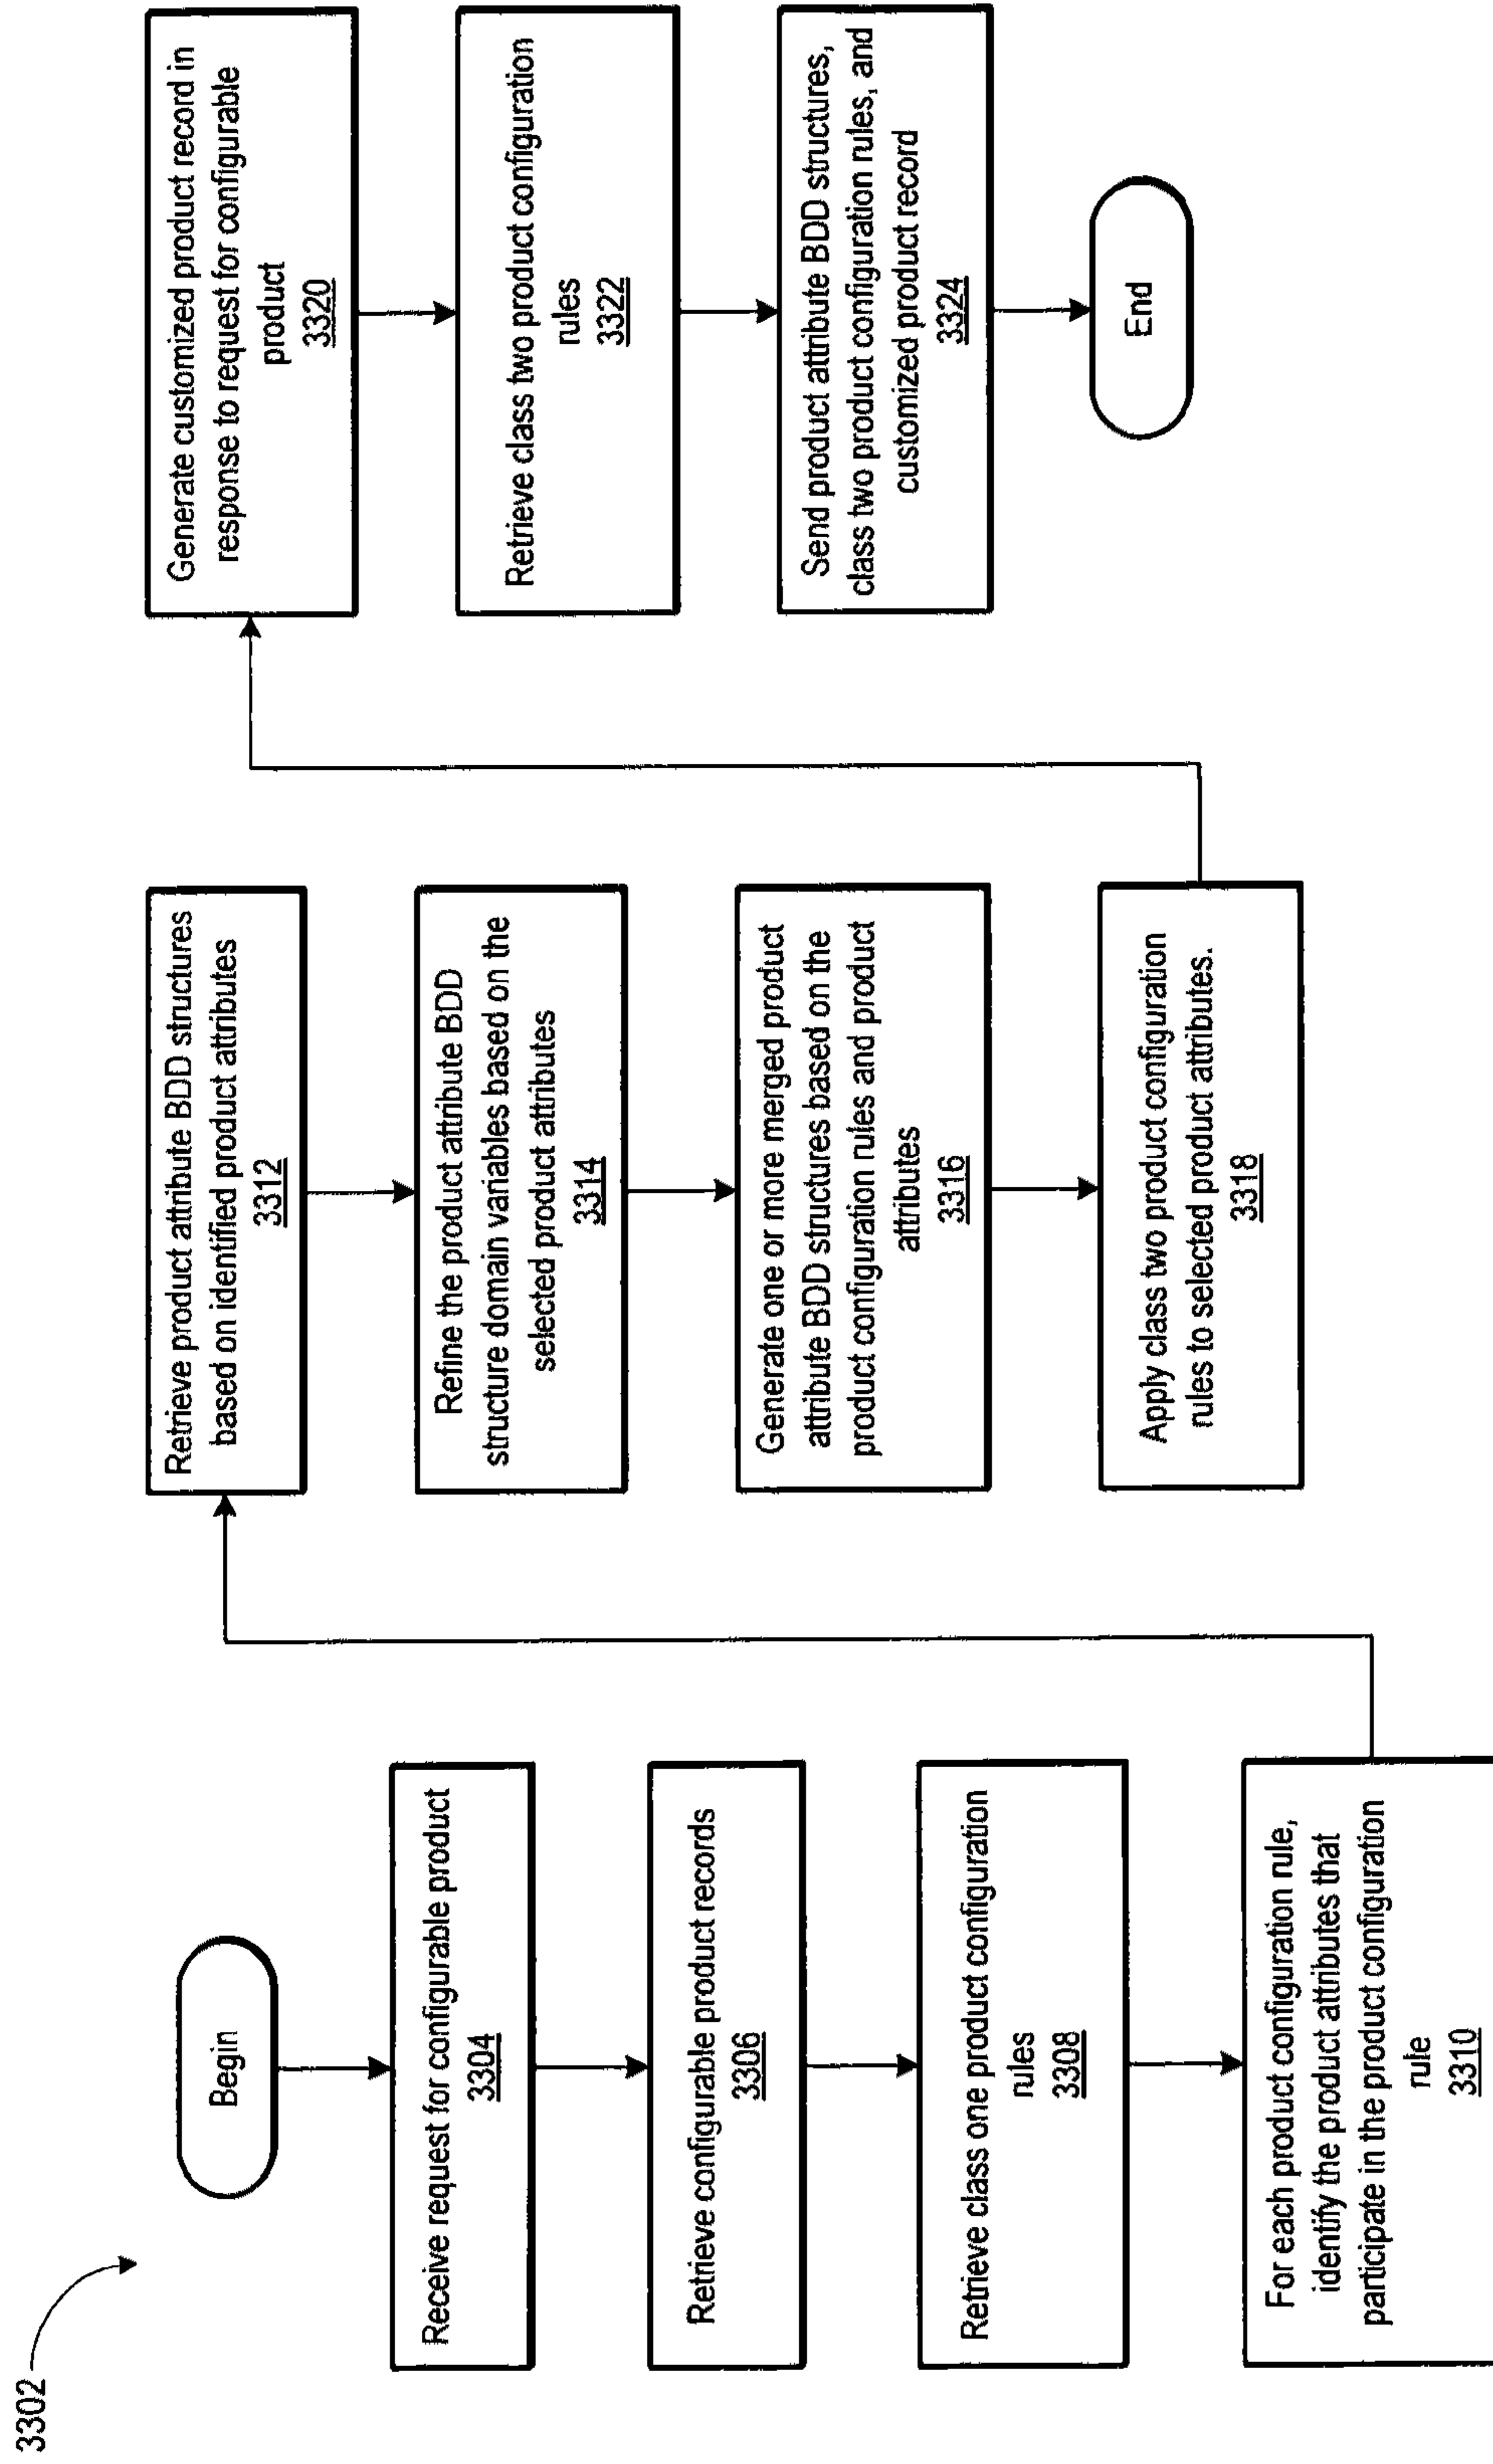 3302
Begin
Receive request for configurable product
3304
Retrieve configurable product records
3306
Retrieve class one product configuration
rules
3308
For each product configuration rule,
identify the product attributes that
participate in the product configuration
rule
3310
Retrieve product attribute BDD structures
based on identified product attributes
3312
Refine the product attribute BDD
structure domain variables based on the
selected product attributes
3314
Generate one or more merged product
attribute BDD structures based on the
product configuration rules and product
attributes
3316
Apply class two product configuration
rules to selected product attributes.
3318
Generate customized product record in
response to request for configurable
product
3320
Retrieve class two product configuration
rules
3322
Send product attribute BDD structures,
class two product configuration rules, and
customized product record
3324
End